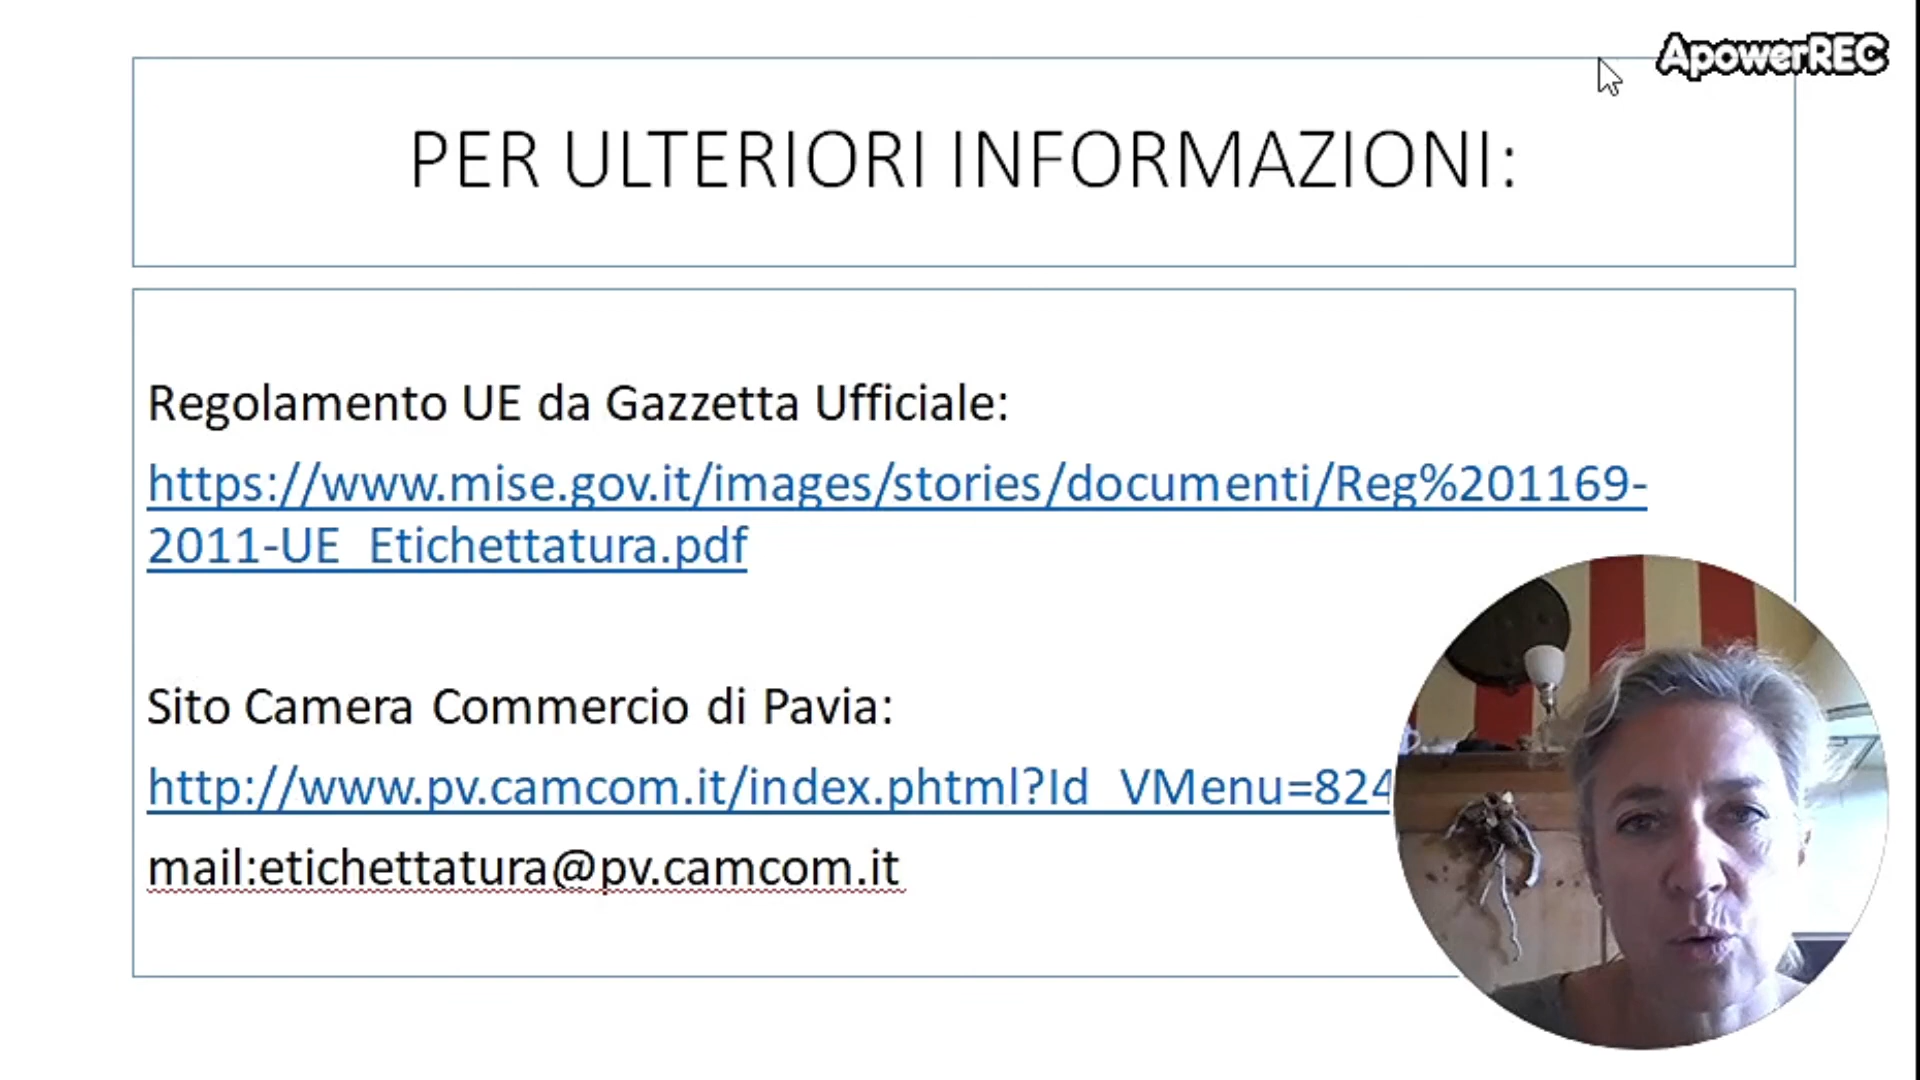 ApowerREC
PER ULTERIORI INFORMAZIONI:
Regolamento UE da Gazzetta Ufficiale:
https://www.mise.gov.it/images/stories/documenti/Reg%201169-
2011-UE_Etichettatura.pdf
Sito Camera Commercio di Pavia:
http://www.pv.camcom.it/index.phtml?Id_VMenu=824
mail:etichettatura@pv.camcom.it